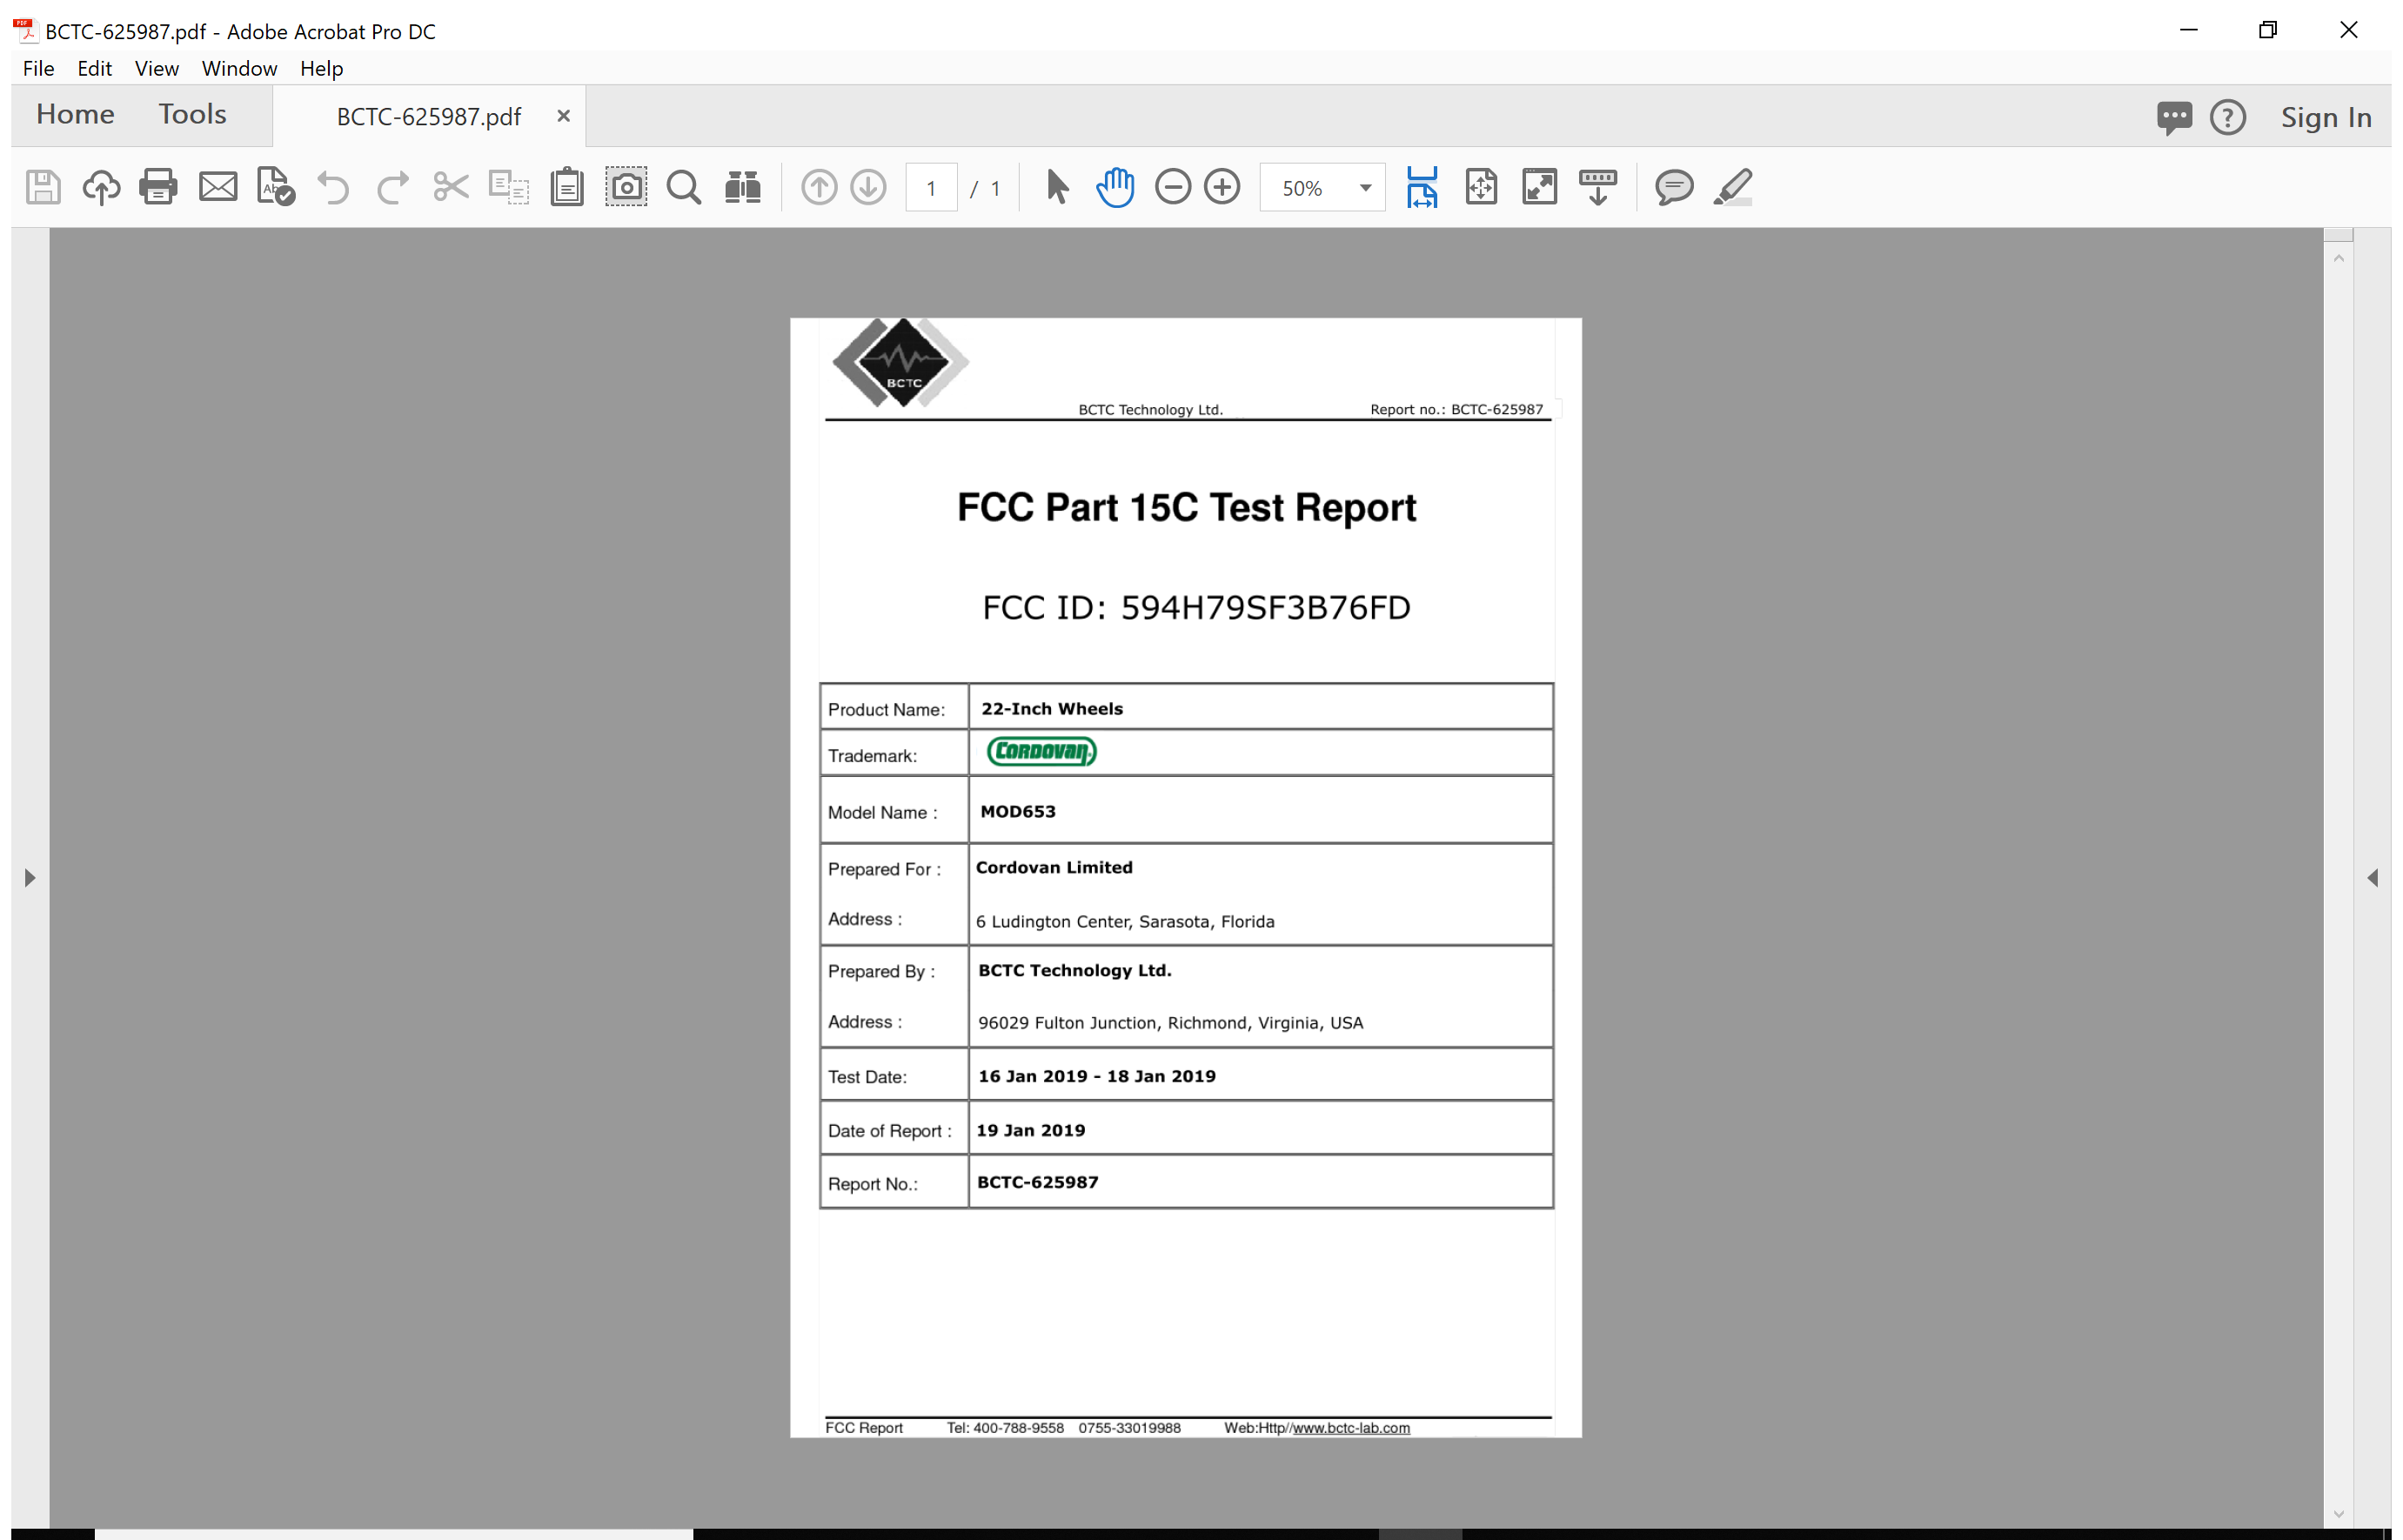 BCTC-625987.pdf - Adobe Acrobat Pro DC
File Edit View Window Help
Home Tools BCTC-625987.pdf × Sign In
1 / 1 50%
BCTC
BCTC Technology Ltd. Report no.: BCTC-625987
FCC Part 15C Test Report
FCC ID: 594H79SF3B76FD
Product Name: 22-Inch Wheels
Trademark: Cordovan
Model Name : MOD653
Prepared For : Cordovan Limited
Address : 6 Ludington Center, Sarasota, Florida
Prepared By : BCTC Technology Ltd.
Address : 96029 Fulton Junction, Richmond, Virginia, USA
Test Date: 16 Jan 2019 - 18 Jan 2019
Date of Report : 19 Jan 2019
Report No.: BCTC-625987
FCC Report Tel: 400-788-9558 0755-33019988 Web:Http//www.bctc-lab.com